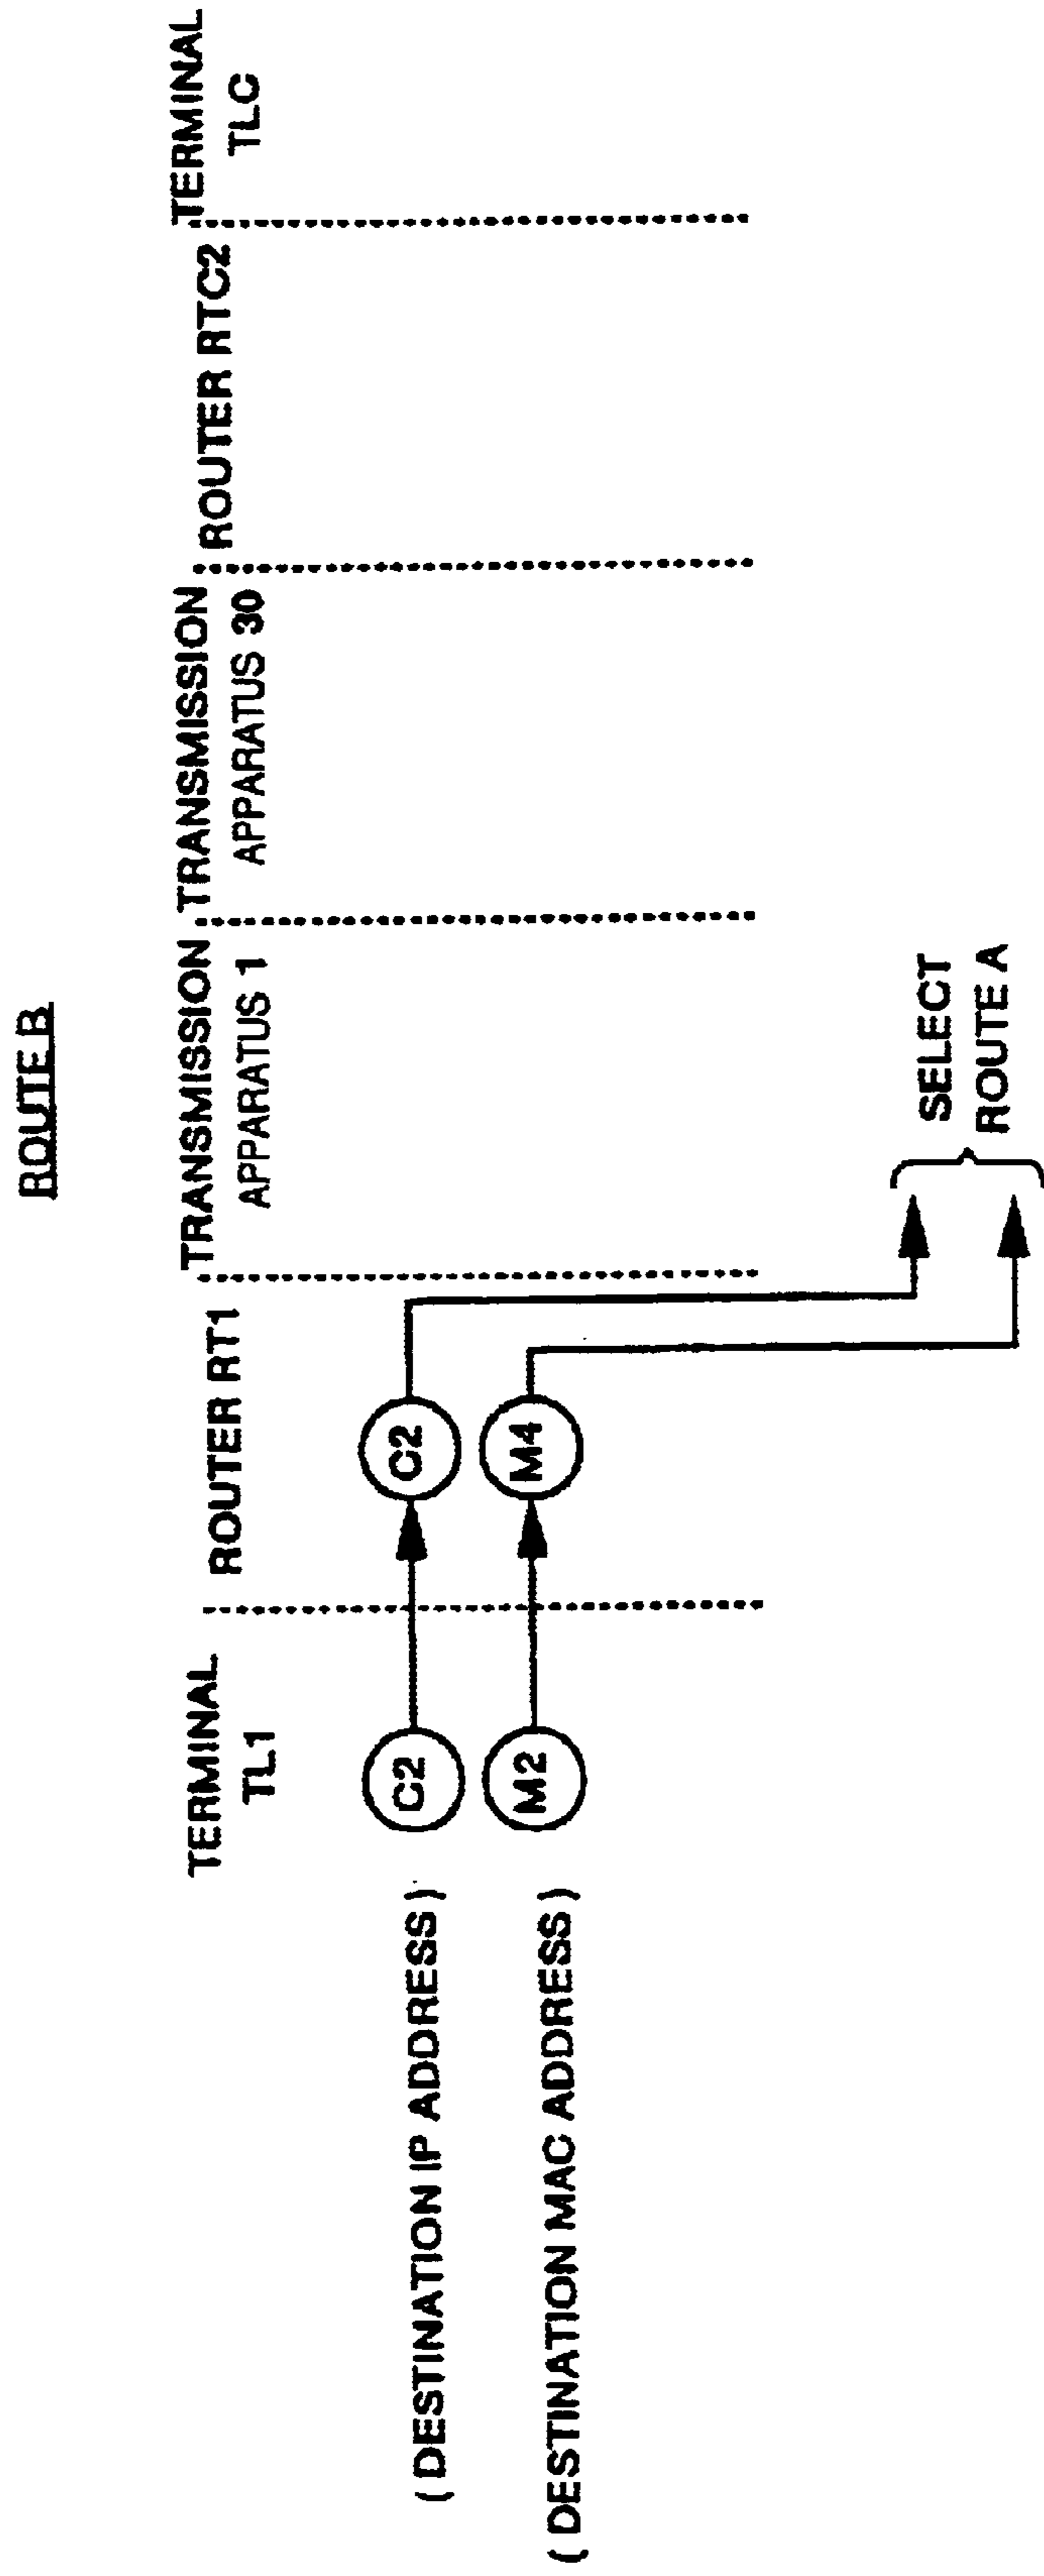 ROUTE B
TERMINAL
TL1
ROUTER RT1
TRANSMISSION
APPARATUS 1
TRANSMISSION
APPARATUS 30
ROUTER RTC2
TERMINAL
TLC
( DESTINATION IP ADDRESS )
C2
C2
( DESTINATION MAC ADDRESS )
M2
M4
SELECT
ROUTE A